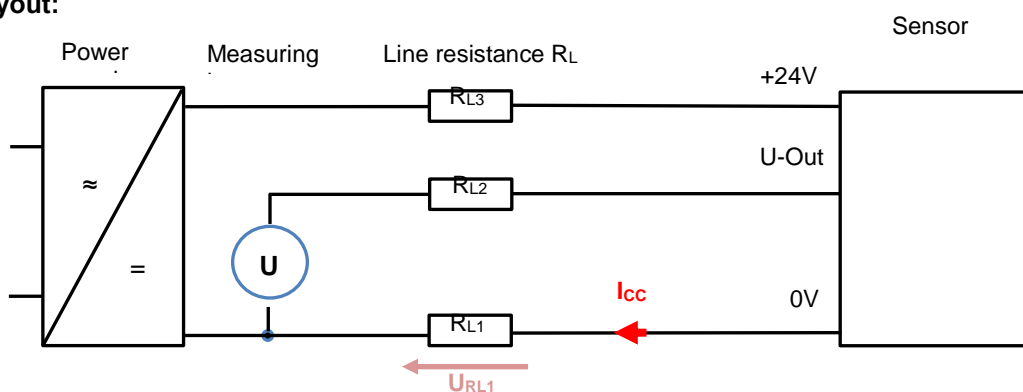 yout:
Sensor
Power
Measuring
Line resistance RL
+24V
RL3
U-Out
≈
RL2
U
=
ICC
0V
RL1
URL1